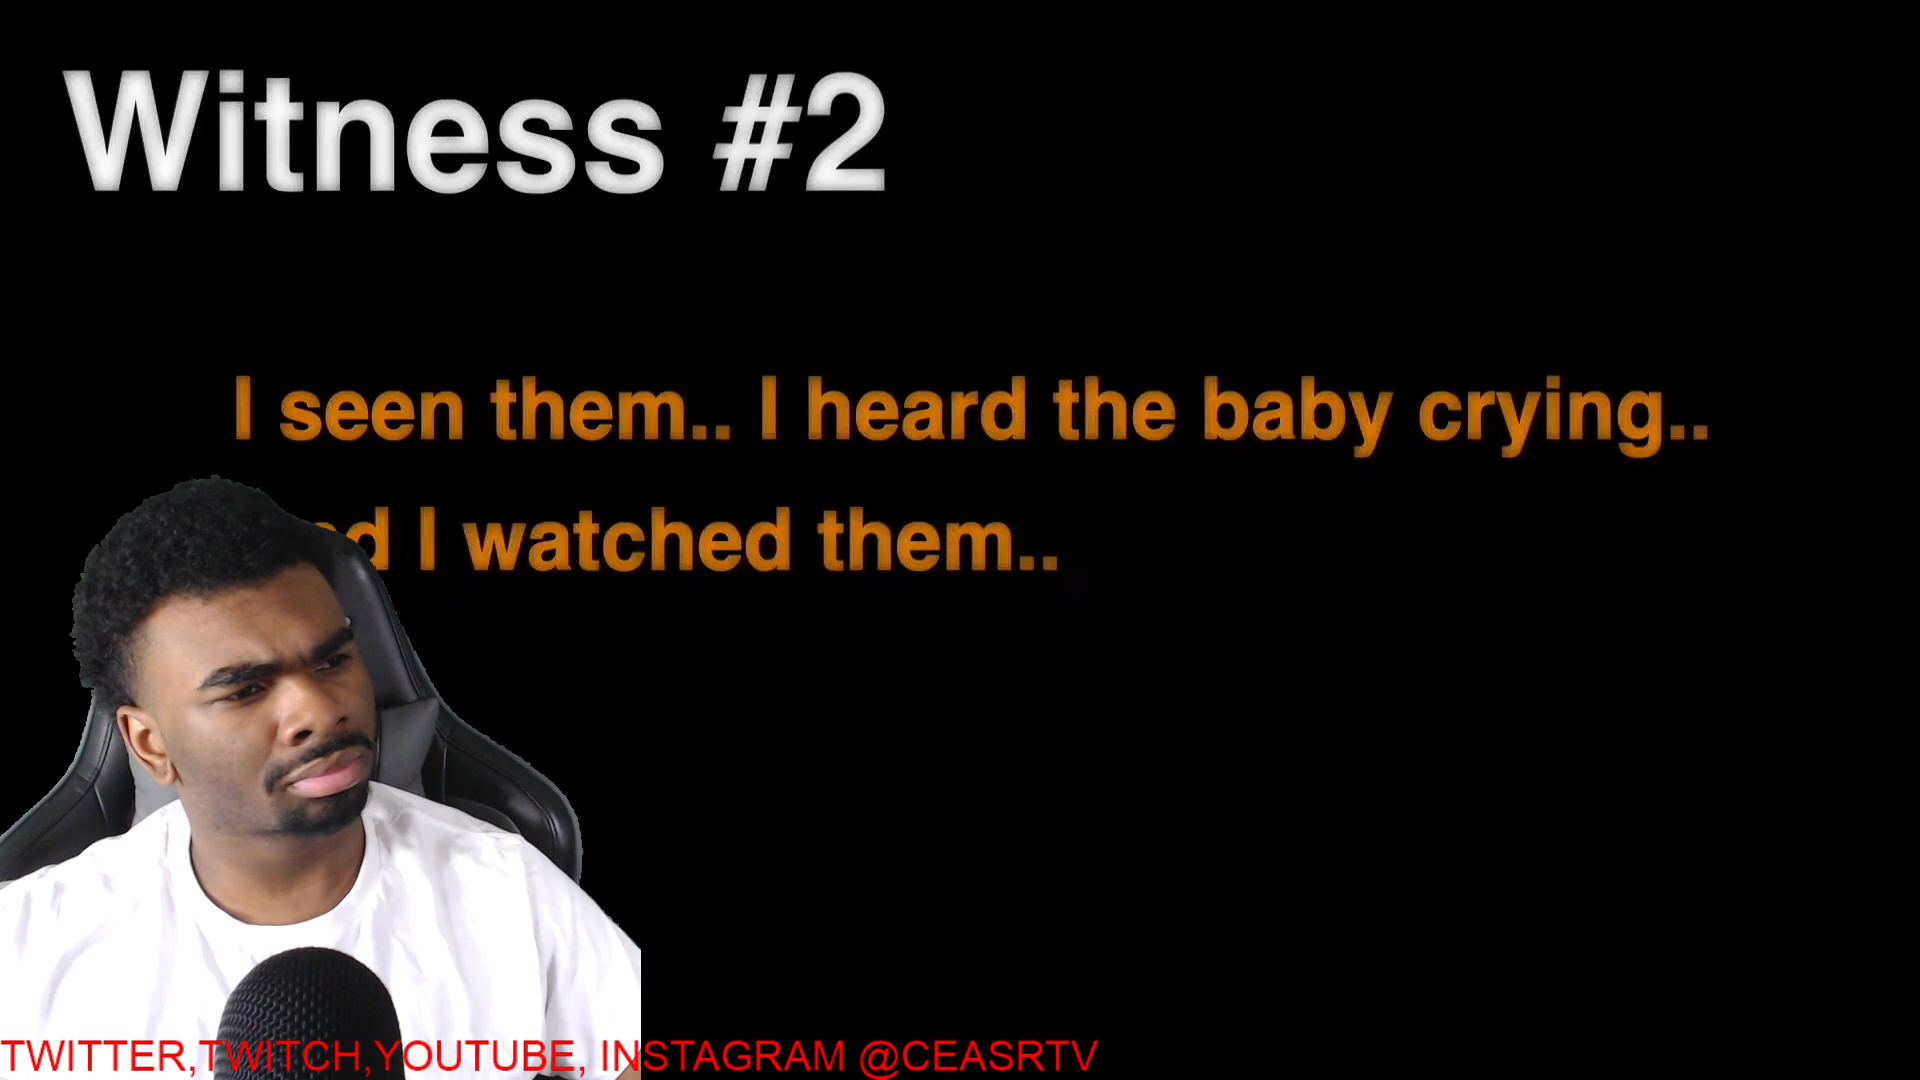 Witness #2
I seen them.. I heard the baby crying..
I watched them..
TWITTER,TWITCH,YOUTUBE, INSTAGRAM @CEASRTV